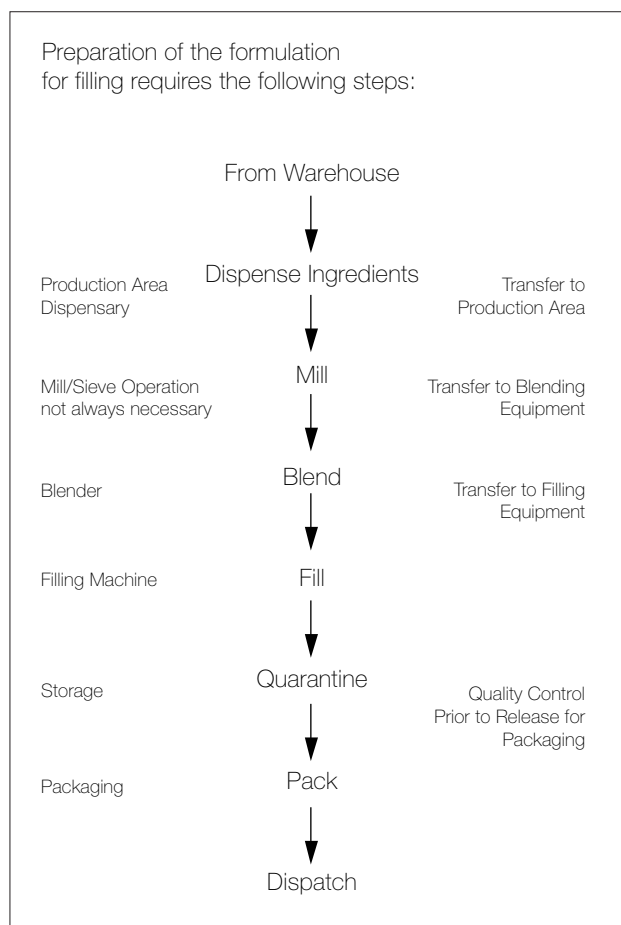 Preparation of the formulation
for filling requires the following steps:
From Warehouse
Dispense Ingredients
Production Area
Dispensary
Transfer to
Production Area
Mill
Mill/Sieve Operation
not always necessary
Transfer to Blending
Equipment
Blend
Blender
Transfer to Filling
Equipment
Fill
Filling Machine
Quarantine
Storage
Quality Control
Prior to Release for
Packaging
Pack
Packaging
Dispatch